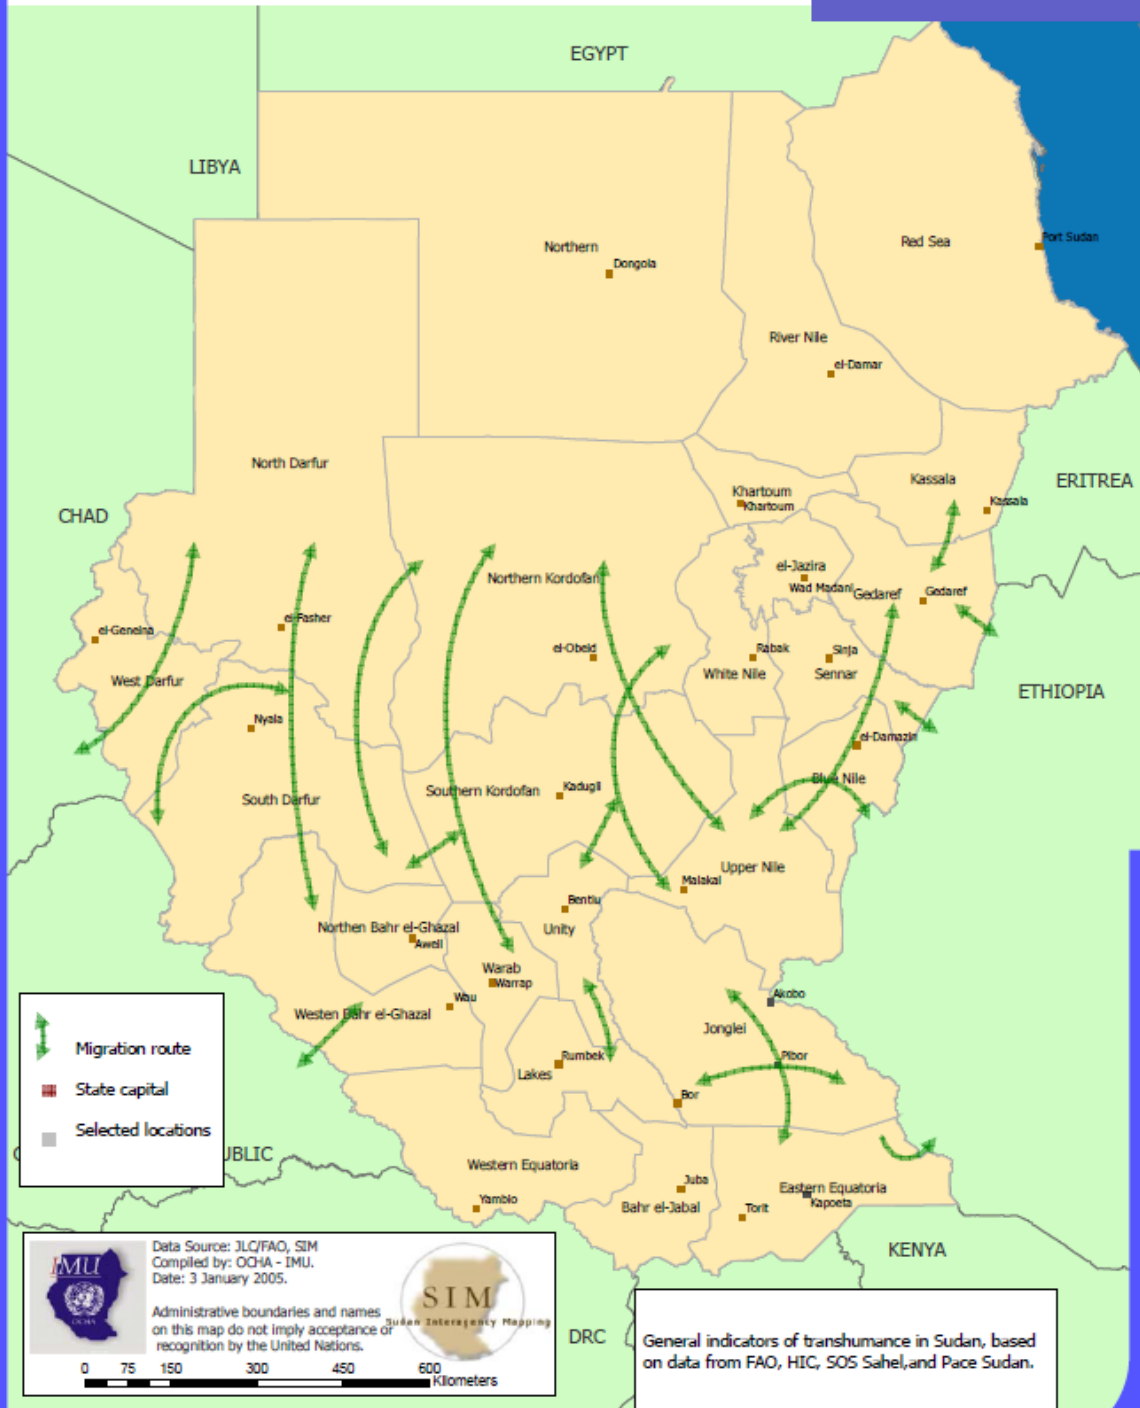 EGYPT
LIBYA
Northern
Dongola
Red Sea
Port Sudan
River Nile
el-Damar
North Darfur
Kassala
Kassala
ERITREA
CHAD
Khartoum
Khartoum
Northern Kordofan
el-Jazira
Wad Madani
Gedaref
Gedaref
el-Geneina
el-Fasher
el-Obeid
Rabak
Sinja
West Darfur
White Nile
Sennar
ETHIOPIA
Nyala
el-Damazin
South Darfur
Southern Kordofan
Kadugli
Blue Nile
Upper Nile
Malakal
Bentiu
Northen Bahr el-Ghazal
Aweil
Unity
Warab
Warrap
Wau
Westen Bahr el-Ghazal
Akobo
Jonglei
Pibor
Rumbek
Lakes
Bor
Migration route
State capital
Selected locations
C
UBLIC
Western Equatoria
Yambio
Juba
Bahr el-Jabal
Eastern Equatoria
Kapoeta
Torit
KENYA
DRC
IMU
OCHA
Data Source: JLC/FAO, SIM
Compiled by: OCHA - IMU.
Date: 3 January 2005.
Administrative boundaries and names
on this map do not imply acceptance or
recognition by the United Nations.
SIM
Sudan Interagency Mapping
0 75 150 300 450 600
Kilometers
General indicators of transhumance in Sudan, based
on data from FAO, HIC, SOS Sahel,and Pace Sudan.